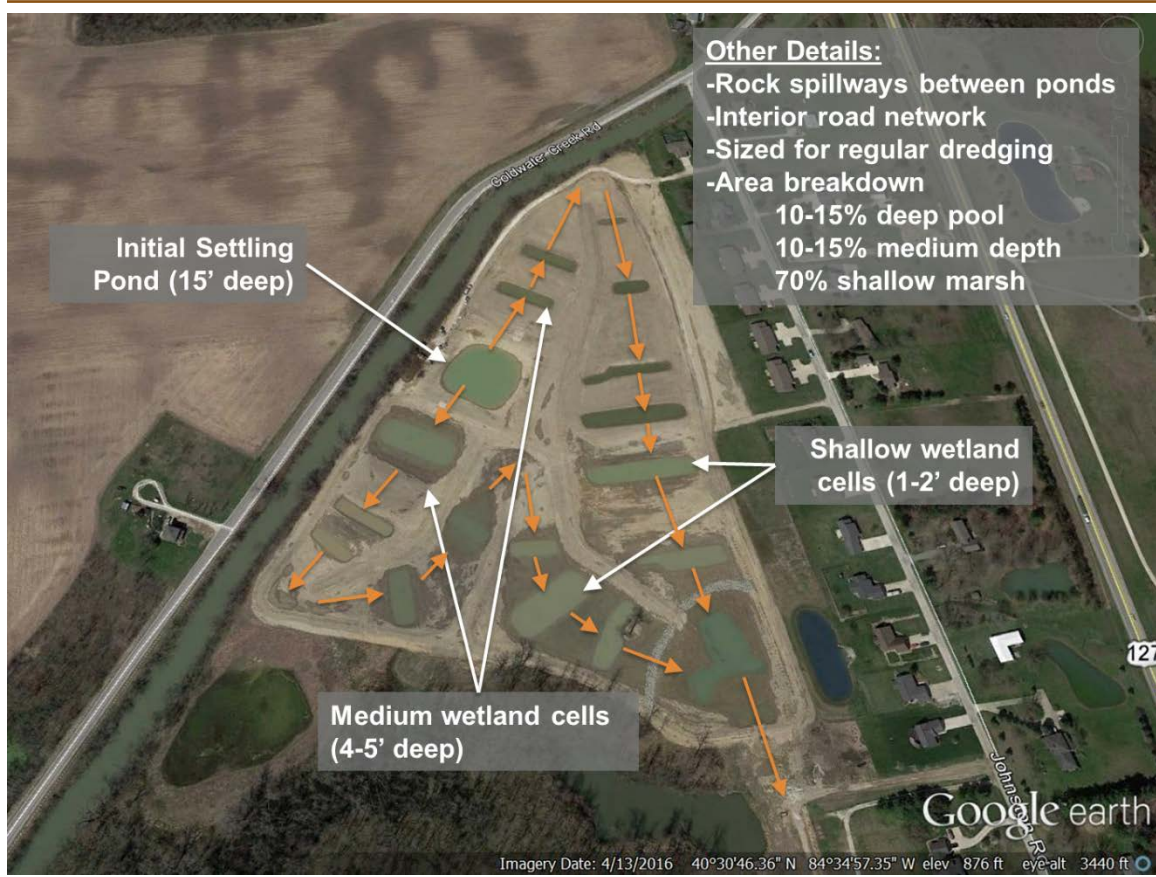 Other Details:
-Rock spillways between ponds
-Interior road network
-Sized for regular dredging
-Area breakdown
10-15% deep pool
10-15% medium depth
70% shallow marsh
Coldwater Creek Rd
Initial Settling
Pond (15' deep)
Shallow wetland
cells (1-2' deep)
127
Medium wetland cells
(4-5' deep)
Johnston Rd
Google earth
Imagery Date: 4/13/2016 40°30'46.36" N 84°34'57.35" W elev 876 ft eye alt 3440 ft